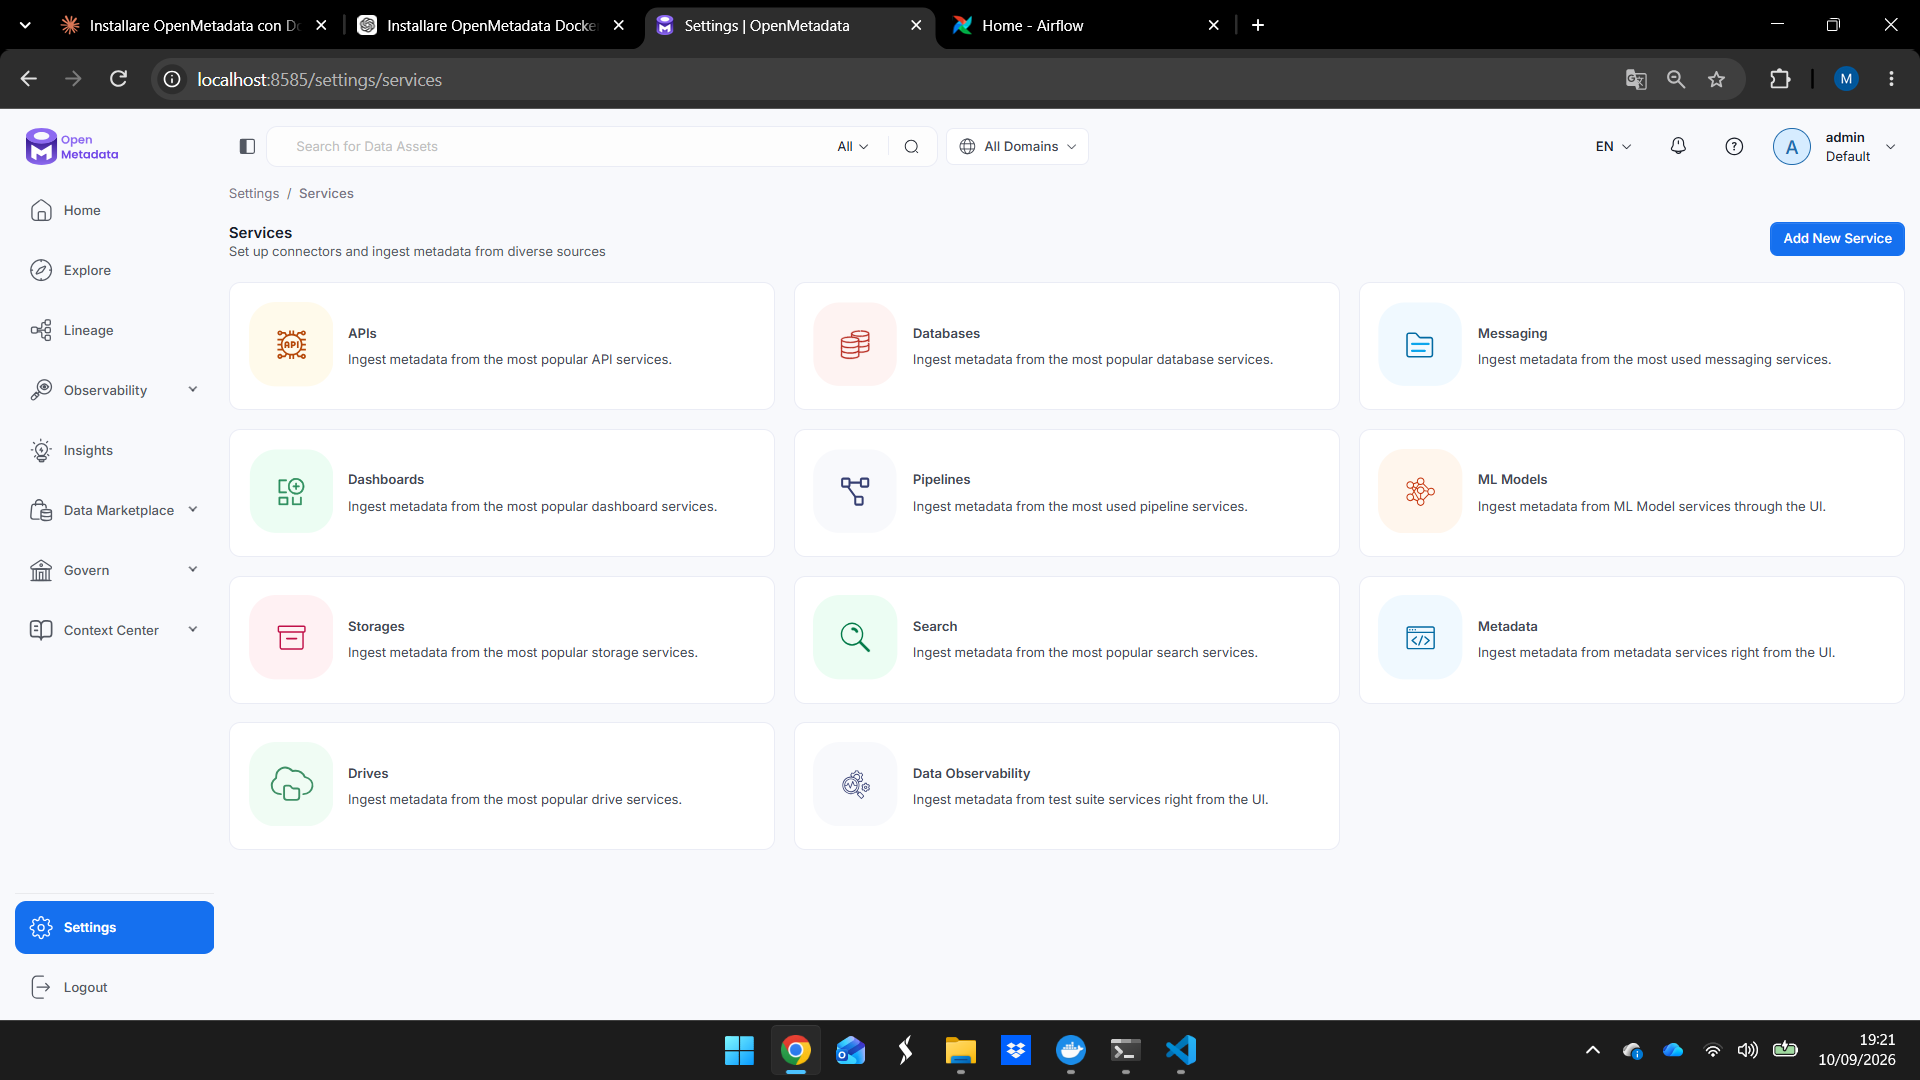 Installare OpenMetadata con Do
Installare OpenMetadata Docke
Settings | OpenMetadata
Home - Airflow
localhost:8585/settings/services
M
Open
Metadata
Search for Data Assets
All
All Domains
EN
A
admin
Default
Settings / Services
Services
Set up connectors and ingest metadata from diverse sources
Add New Service
Home
Explore
Lineage
Observability
Insights
Data Marketplace
Govern
Context Center
Settings
Logout
API
APIs
Ingest metadata from the most popular API services.
Databases
Ingest metadata from the most popular database services.
Messaging
Ingest metadata from the most used messaging services.
Dashboards
Ingest metadata from the most popular dashboard services.
Pipelines
Ingest metadata from the most used pipeline services.
ML Models
Ingest metadata from ML Model services through the UI.
Storages
Ingest metadata from the most popular storage services.
Search
Ingest metadata from the most popular search services.
Metadata
Ingest metadata from metadata services right from the UI.
Drives
Ingest metadata from the most popular drive services.
Data Observability
Ingest metadata from test suite services right from the UI.
19:21
10/09/2026